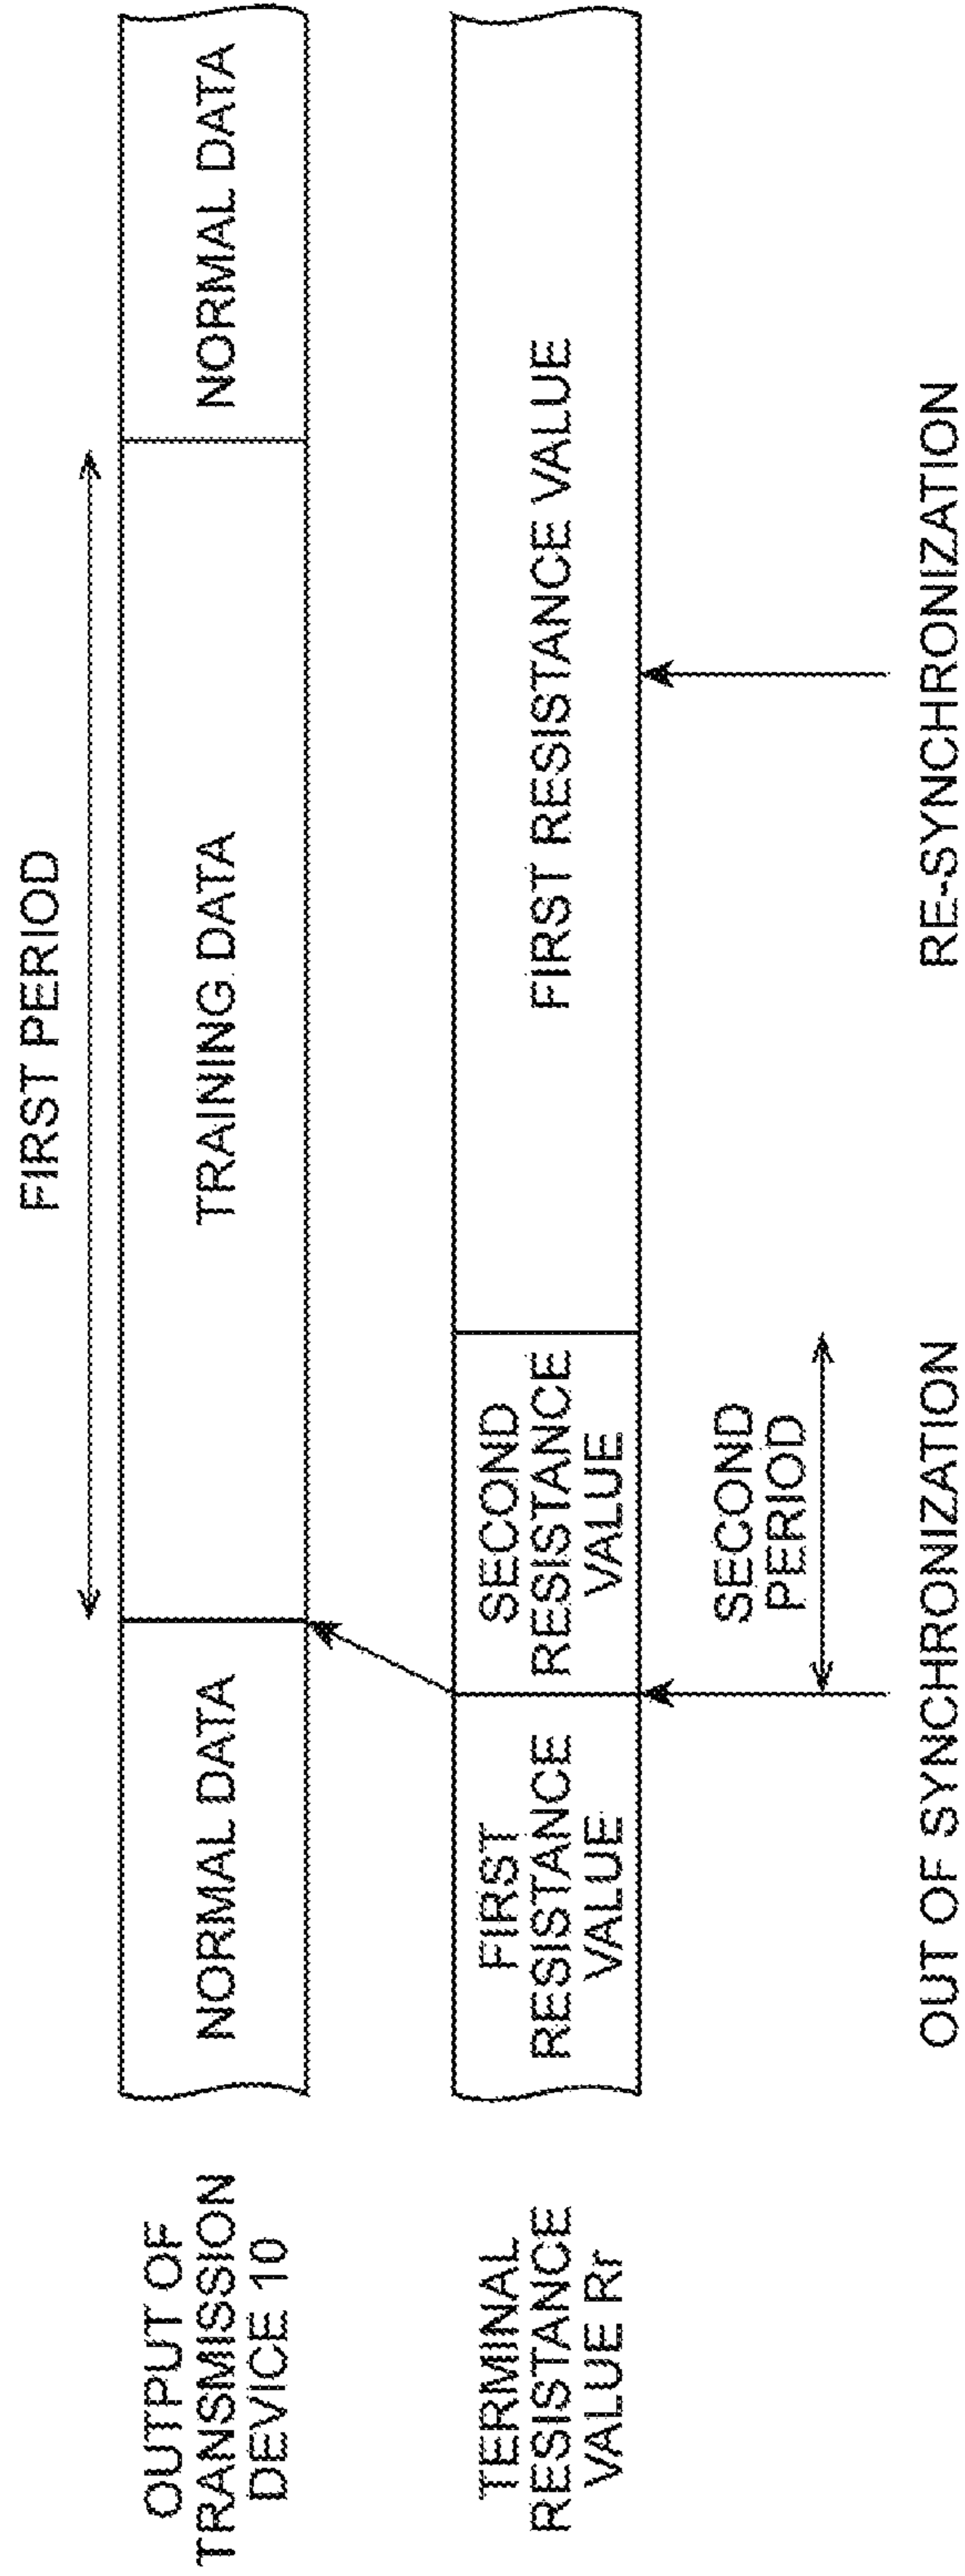 FIRST PERIOD
OUTPUT OF
TRANSMISSION
DEVICE 10
NORMAL DATA
TRAINING DATA
NORMAL DATA
TERMINAL
RESISTANCE
VALUE Rr
FIRST
RESISTANCE
VALUE
SECOND
RESISTANCE
VALUE
FIRST RESISTANCE VALUE
SECOND
PERIOD
OUT OF SYNCHRONIZATION
RE-SYNCHRONIZATION